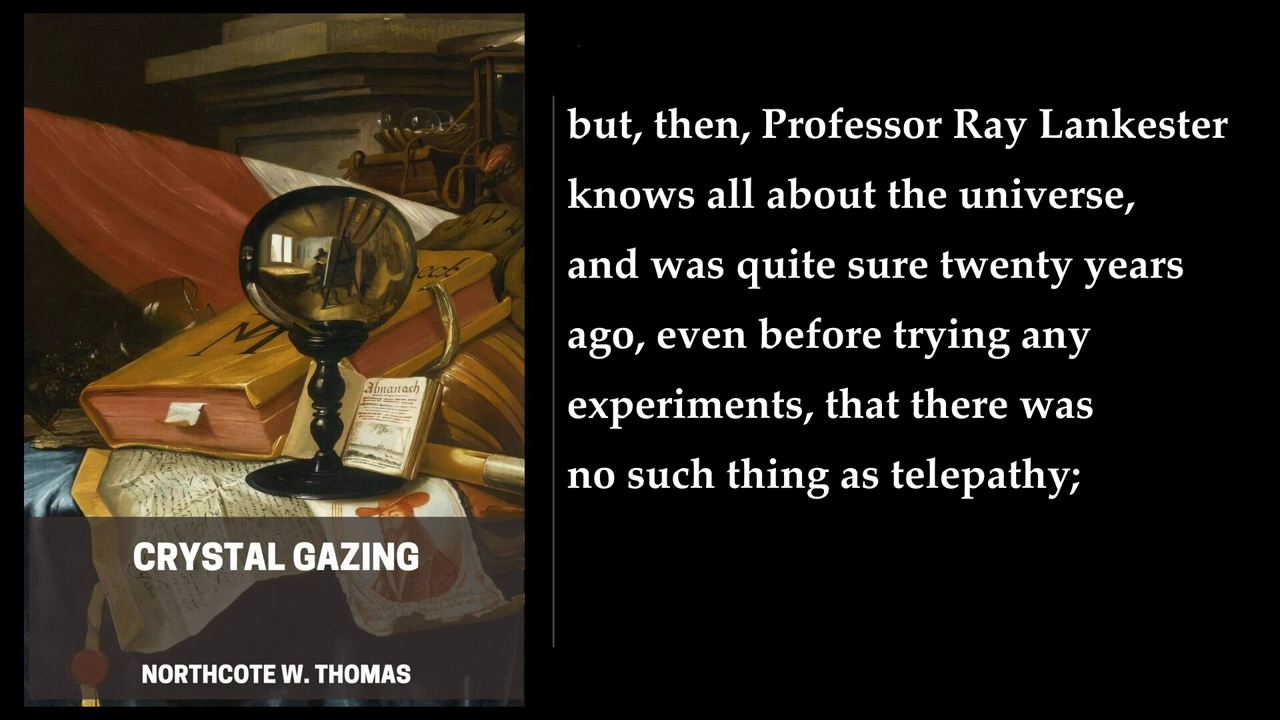 but, then, Professor Ray Lankester
knows all about the universe,
and was quite sure twenty years
ago, even before trying any
experiments, that there was
no such thing as telepathy;
M
Almanach
CRYSTAL GAZING
NORTHCOTE W. THOMAS